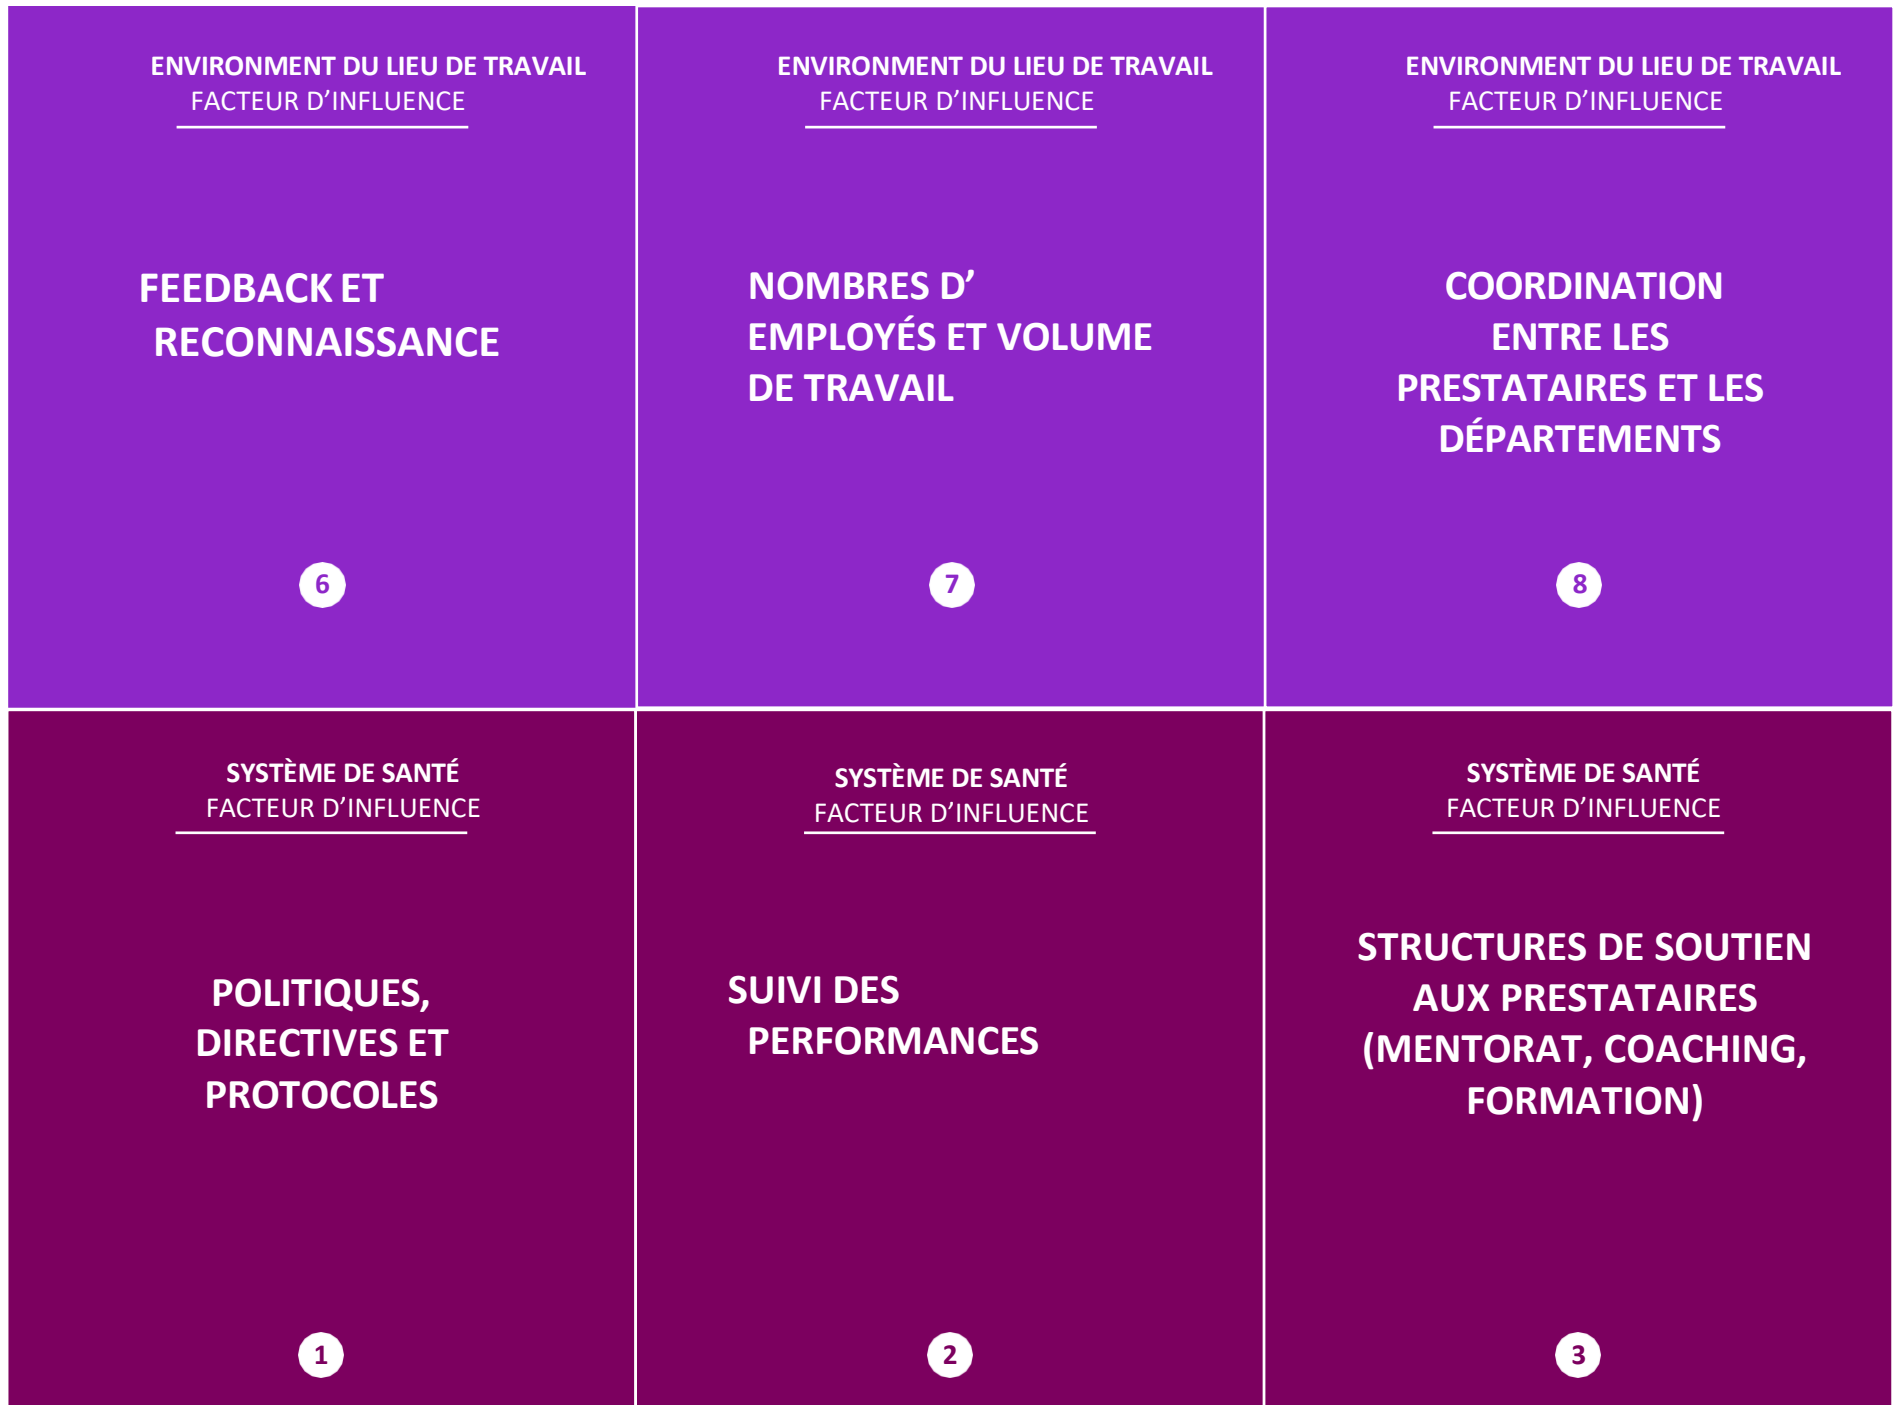 ENVIRONMENT DU LIEU DE TRAVAIL
FACTEUR D’INFLUENCE
FEEDBACK ET
RECONNAISSANCE
6
ENVIRONMENT DU LIEU DE TRAVAIL
FACTEUR D’INFLUENCE
NOMBRES D’
EMPLOYÉS ET VOLUME
DE TRAVAIL
7
ENVIRONMENT DU LIEU DE TRAVAIL
FACTEUR D’INFLUENCE
COORDINATION
ENTRE LES
PRESTATAIRES ET LES
DÉPARTEMENTS
8
SYSTÈME DE SANTÉ
FACTEUR D’INFLUENCE
POLITIQUES,
DIRECTIVES ET
PROTOCOLES
1
SYSTÈME DE SANTÉ
FACTEUR D’INFLUENCE
SUIVI DES
PERFORMANCES
2
SYSTÈME DE SANTÉ
FACTEUR D’INFLUENCE
STRUCTURES DE SOUTIEN
AUX PRESTATAIRES
(MENTORAT, COACHING,
FORMATION)
3